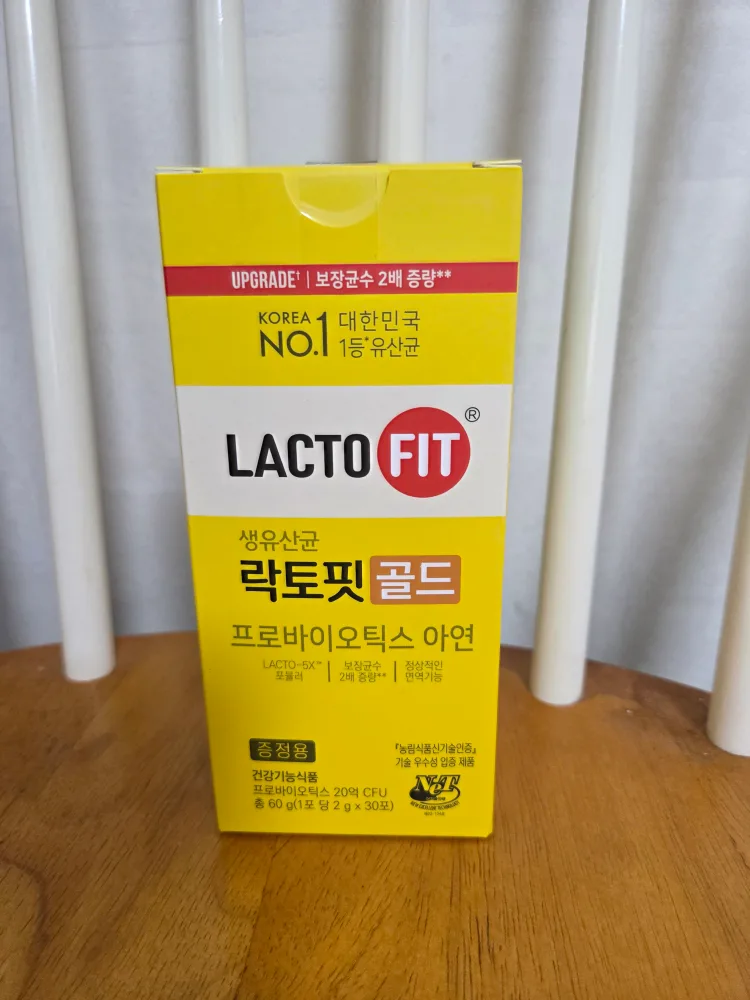 UPGRADE† | 보장균수 2배 증량**
KOREA NO.1
대한민국
1등*유산균
LACTO FIT®
생유산균
락토핏 골드
프로바이오틱스 아연
LACTO-5X™
포뮬러
보장균수
2배 증량**
정상적인
면역기능
증정용
건강기능식품
프로바이오틱스 20억 CFU
총 60 g(1포 당 2 g x 30포)
『농림식품신기술인증』
기술 우수성 입증 제품
NET